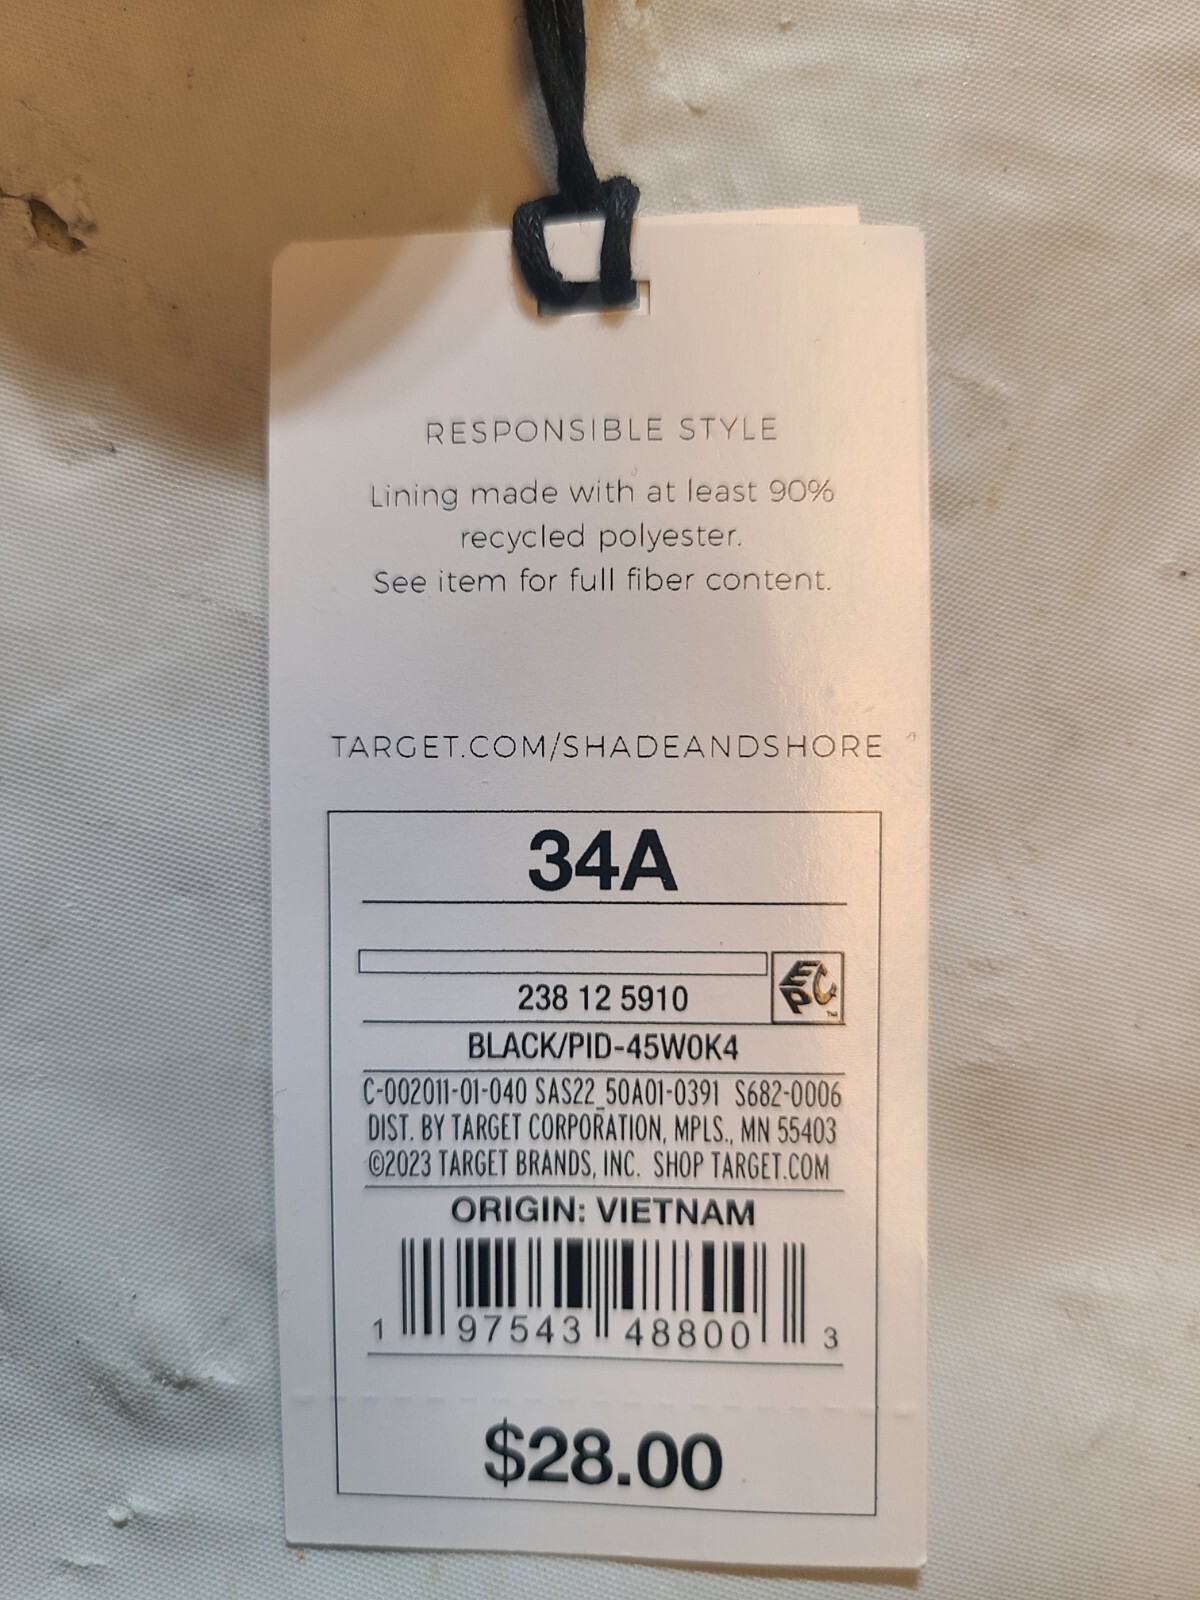 RESPONSIBLE STYLE
Lining made with at least 90%
recycled polyester.
See item for full fiber content.
TARGET.COM/SHADEANDSHORE
34A
EPC
TM
238 12 5910
BLACK/PID-45W0K4
C-002011-01-040 SAS22_50A01-0391 S682-0006
DIST. BY TARGET CORPORATION, MPLS., MN 55403
©2023 TARGET BRANDS, INC. SHOP TARGET.COM
ORIGIN: VIETNAM
1 97543 48800 3
$28.00